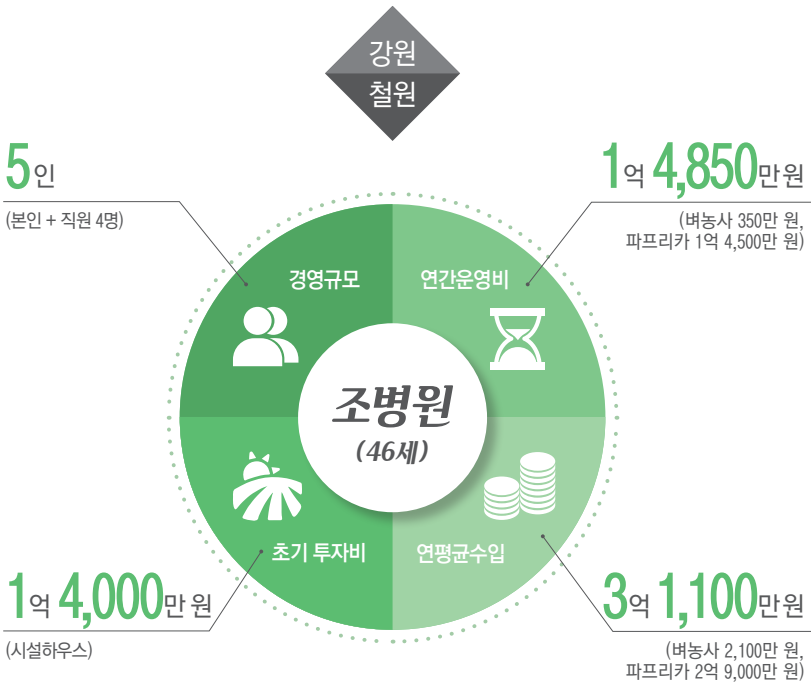 강원
철원
5인
(본인 + 직원 4명)
1억 4,850만원
(벼농사 350만 원,
파프리카 1억 4,500만 원)
경영규모
연간운영비
조병원
(46세)
초기 투자비
연평균수입
1억 4,000만 원
(시설하우스)
3억 1,100만원
(벼농사 2,100만 원,
파프리카 2억 9,000만 원)